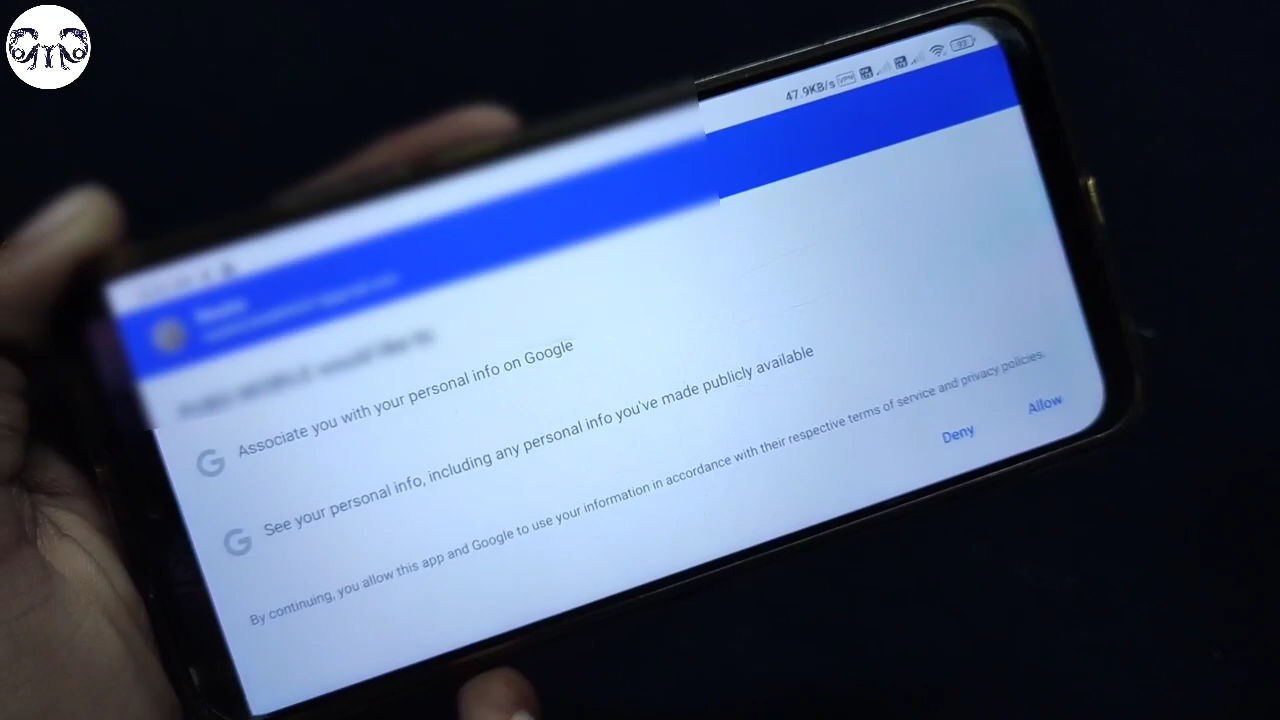 47.9KB/s VPN
Associate you with your personal info on Google
See your personal info, including any personal info you've made publicly available
By continuing, you allow this app and Google to use your information in accordance with their respective terms of service and privacy policies.
Deny Allow